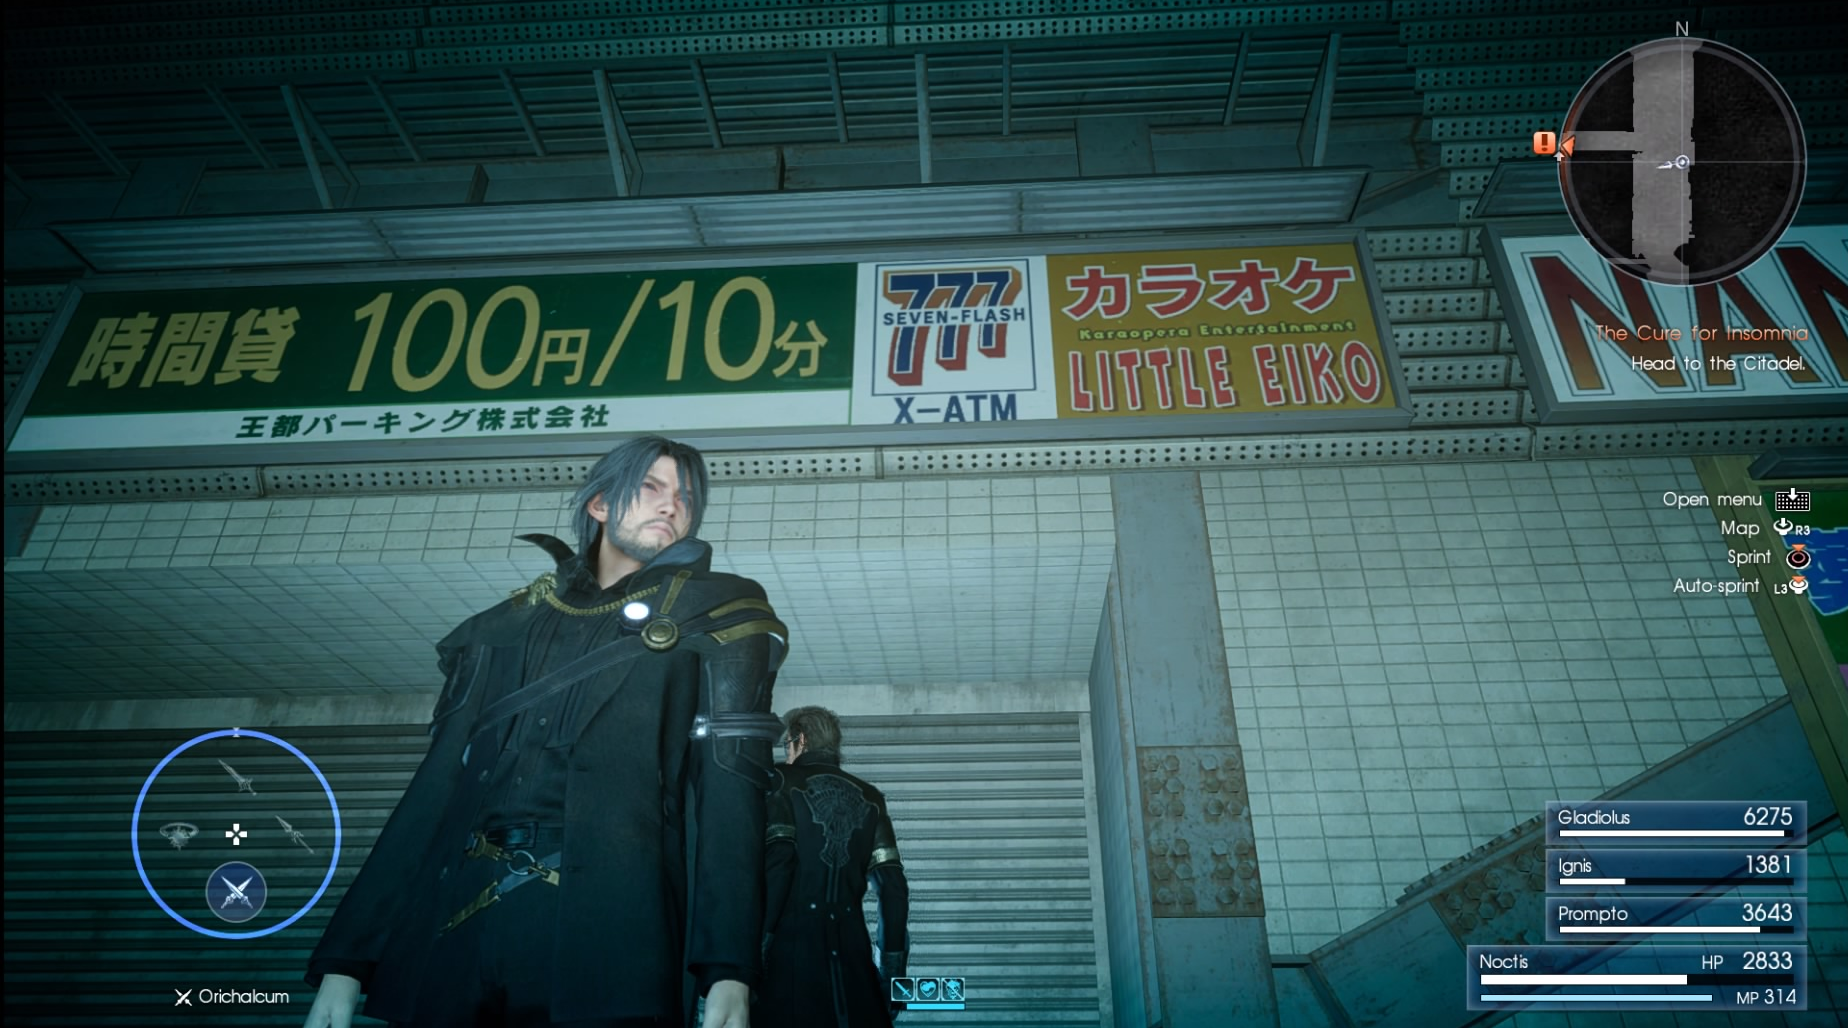 N
時間貸 100円/10分
王都パーキング株式会社
777
SEVEN-FLASH
X-ATM
カラオケ
Karaopera Entertainment
LITTLE EIKO
NAN
The Cure for Insomnia
Head to the Citadel.
Open menu
Map R3
Sprint
Auto-sprint L3
Gladiolus 6275
Ignis 1381
Prompto 3643
Noctis HP 2833
MP 314
Orichalcum